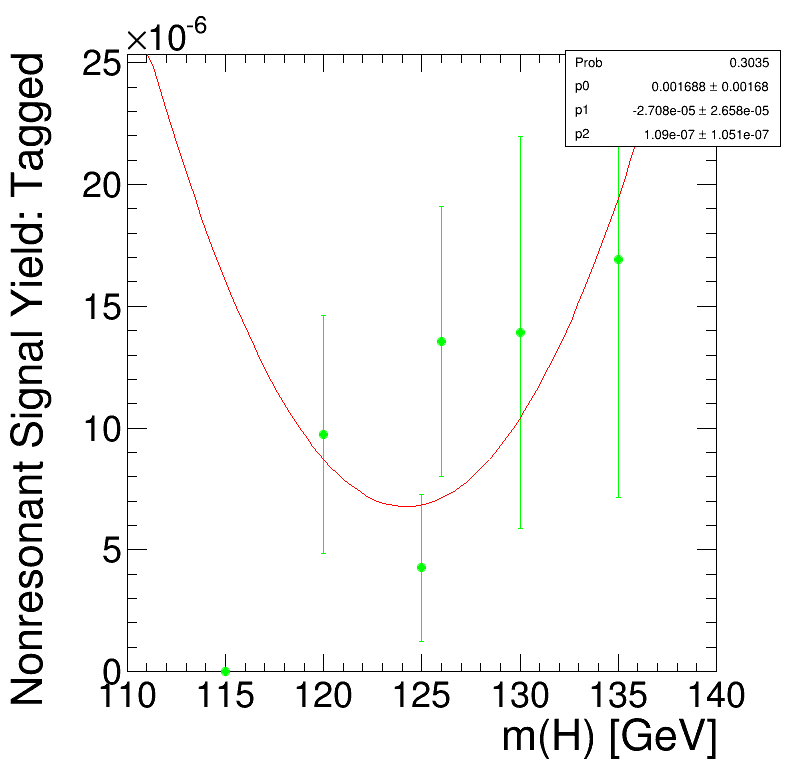 ×10⁻⁶
Prob 0.3035
p0 0.001688 ± 0.00168
p1 -2.708e-05 ± 2.658e-05
p2 1.09e-07 ± 1.051e-07
Nonresonant Signal Yield: Tagged
25
20
15
10
5
0
110 115 120 125 130 135 140
m(H) [GeV]